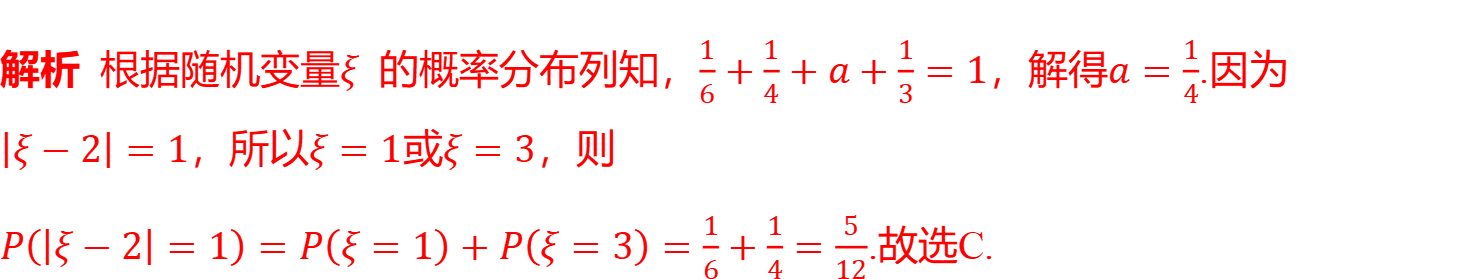 解析 根据随机变量ξ 的概率分布列知，1/6 + 1/4 + a + 1/3 = 1，解得a = 1/4.因为
|ξ − 2| = 1，所以ξ = 1或ξ = 3，则
P(|ξ − 2| = 1) = P(ξ = 1) + P(ξ = 3) = 1/6 + 1/4 = 5/12.故选C.